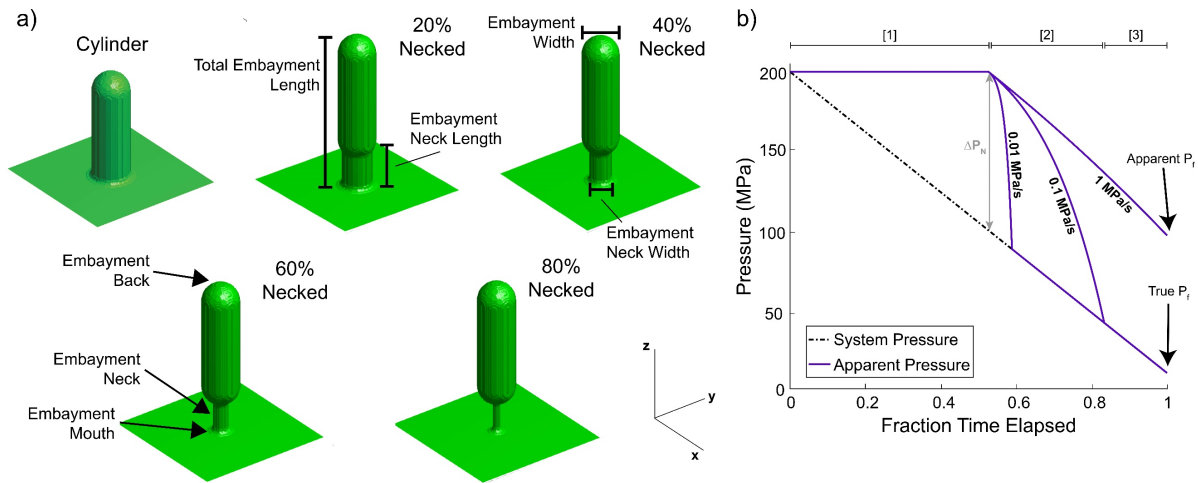 a)
Cylinder
20%
Necked
Total Embayment
Length
Embayment
Neck Length
Embayment
Width
40%
Necked
Embayment
Neck Width
Embayment
Back
60%
Necked
Embayment
Neck
Embayment
Mouth
80%
Necked
z
y
x
b)
[1]
[2]
[3]
200
150
100
50
0
Pressure (MPa)
ΔP_N
0.01 MPa/s
0.1 MPa/s
1 MPa/s
Apparent P_f
True P_f
System Pressure
Apparent Pressure
0
0.2
0.4
0.6
0.8
1
Fraction Time Elapsed